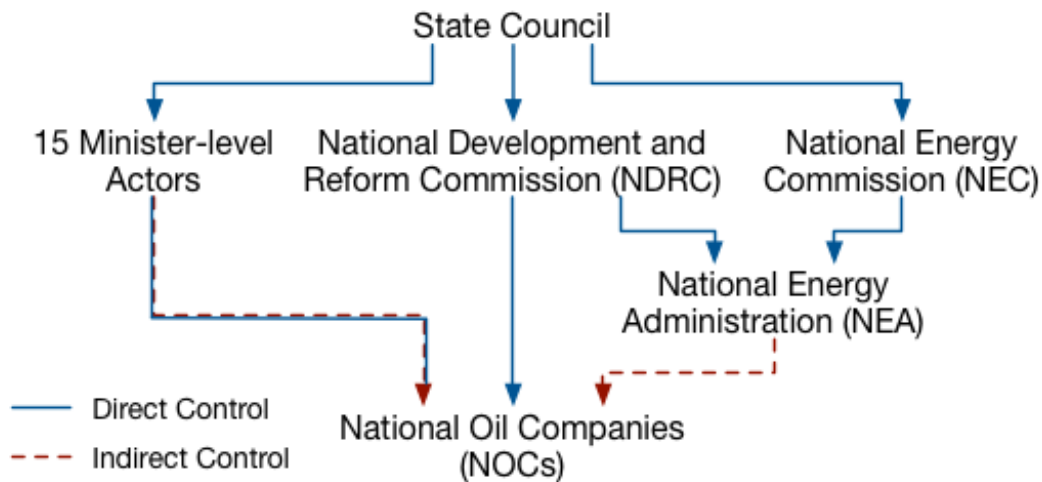 State Council
15 Minister-level
Actors
National Development and
Reform Commission (NDRC)
National Energy
Commission (NEC)
National Energy
Administration (NEA)
Direct Control
Indirect Control
National Oil Companies
(NOCs)